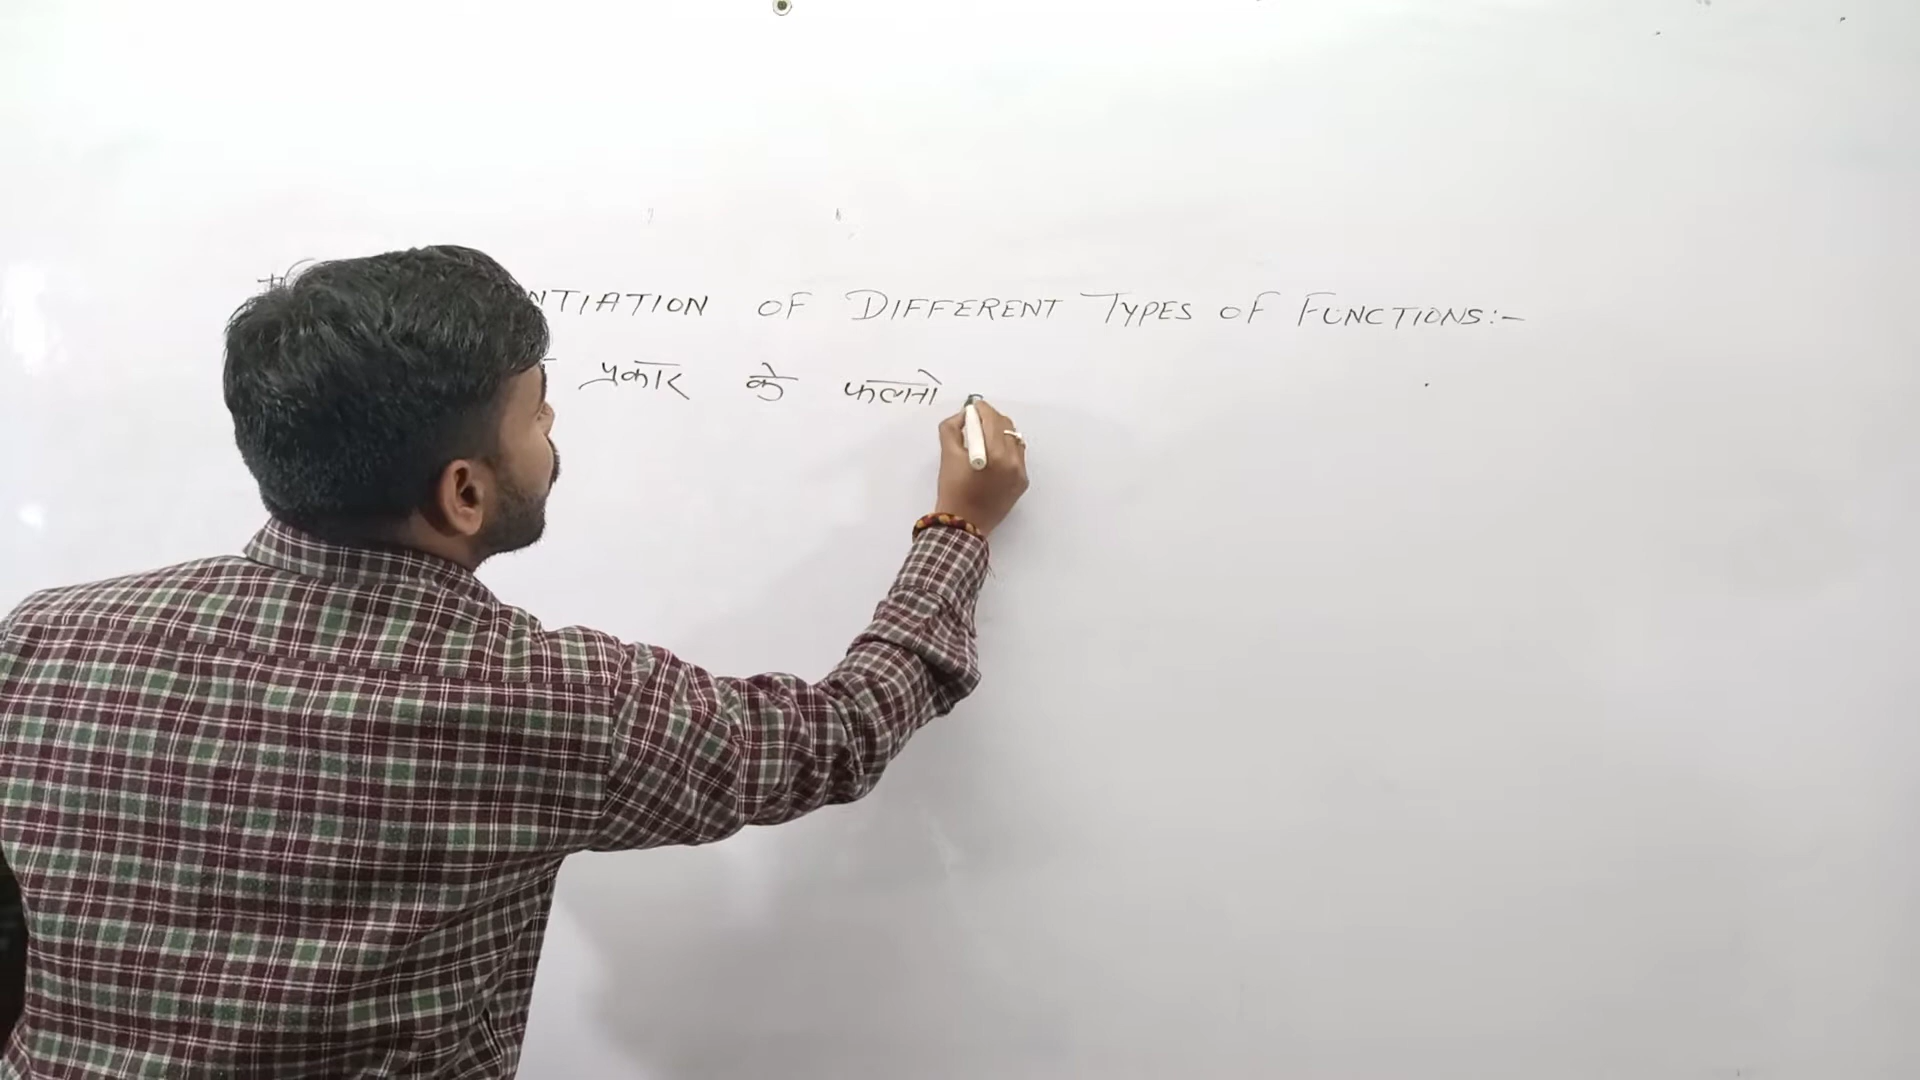 NTIATION OF DIFFERENT TYPES OF FUNCTIONS:-
प्रकार के फलनो